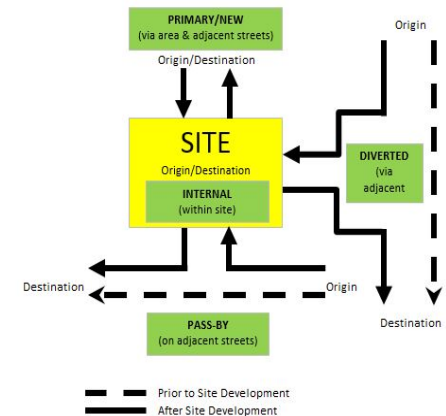 PRIMARY/NEW
(via area & adjacent streets)
Origin/Destination
Origin
SITE
Origin/Destination
INTERNAL
(within site)
DIVERTED
(via
adjacent
Destination
Origin
Destination
PASS-BY
(on adjacent streets)
Prior to Site Development
After Site Development